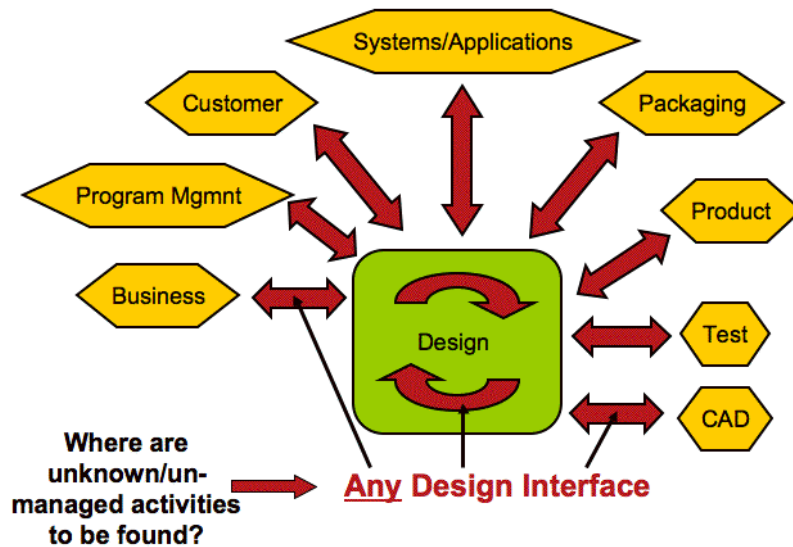 Systems/Applications
Customer
Packaging
Program Mgmnt
Product
Business
Design
Test
CAD
Where are
unknown/un-
managed activities
to be found?
Any Design Interface